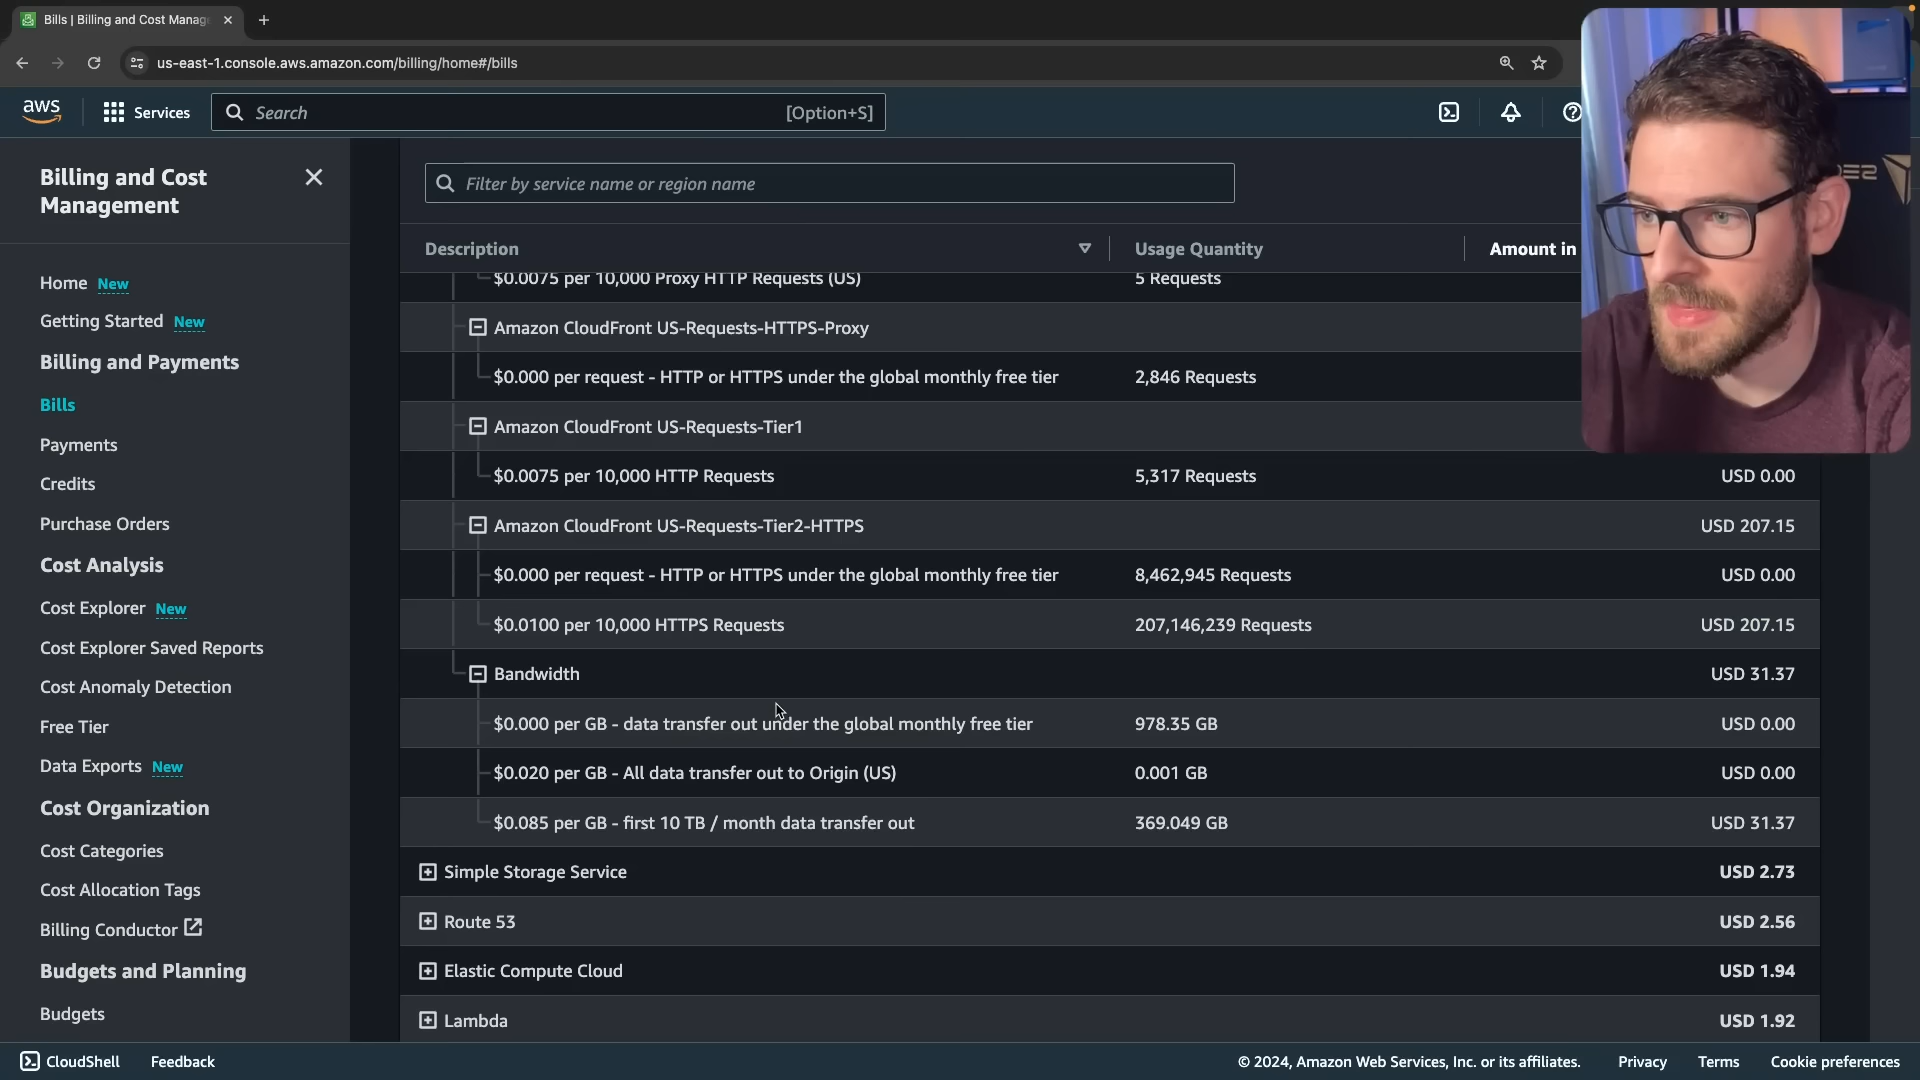 Bills | Billing and Cost Manag
us-east-1.console.aws.amazon.com/billing/home#/bills
aws
Services
Search
[Option+S]
Billing and Cost
Management
Home New
Getting Started New
Billing and Payments
Bills
Payments
Credits
Purchase Orders
Cost Analysis
Cost Explorer New
Cost Explorer Saved Reports
Cost Anomaly Detection
Free Tier
Data Exports New
Cost Organization
Cost Categories
Cost Allocation Tags
Billing Conductor
Budgets and Planning
Budgets
Filter by service name or region name
Description Usage Quantity Amount in
$0.0075 per 10,000 Proxy HTTP Requests (US) 5 Requests
Amazon CloudFront US-Requests-HTTPS-Proxy
$0.000 per request - HTTP or HTTPS under the global monthly free tier 2,846 Requests
Amazon CloudFront US-Requests-Tier1
$0.0075 per 10,000 HTTP Requests 5,317 Requests USD 0.00
Amazon CloudFront US-Requests-Tier2-HTTPS USD 207.15
$0.000 per request - HTTP or HTTPS under the global monthly free tier 8,462,945 Requests USD 0.00
$0.0100 per 10,000 HTTPS Requests 207,146,239 Requests USD 207.15
Bandwidth USD 31.37
$0.000 per GB - data transfer out under the global monthly free tier 978.35 GB USD 0.00
$0.020 per GB - All data transfer out to Origin (US) 0.001 GB USD 0.00
$0.085 per GB - first 10 TB / month data transfer out 369.049 GB USD 31.37
Simple Storage Service USD 2.73
Route 53 USD 2.56
Elastic Compute Cloud USD 1.94
Lambda USD 1.92
CloudShell Feedback
© 2024, Amazon Web Services, Inc. or its affiliates. Privacy Terms Cookie preferences